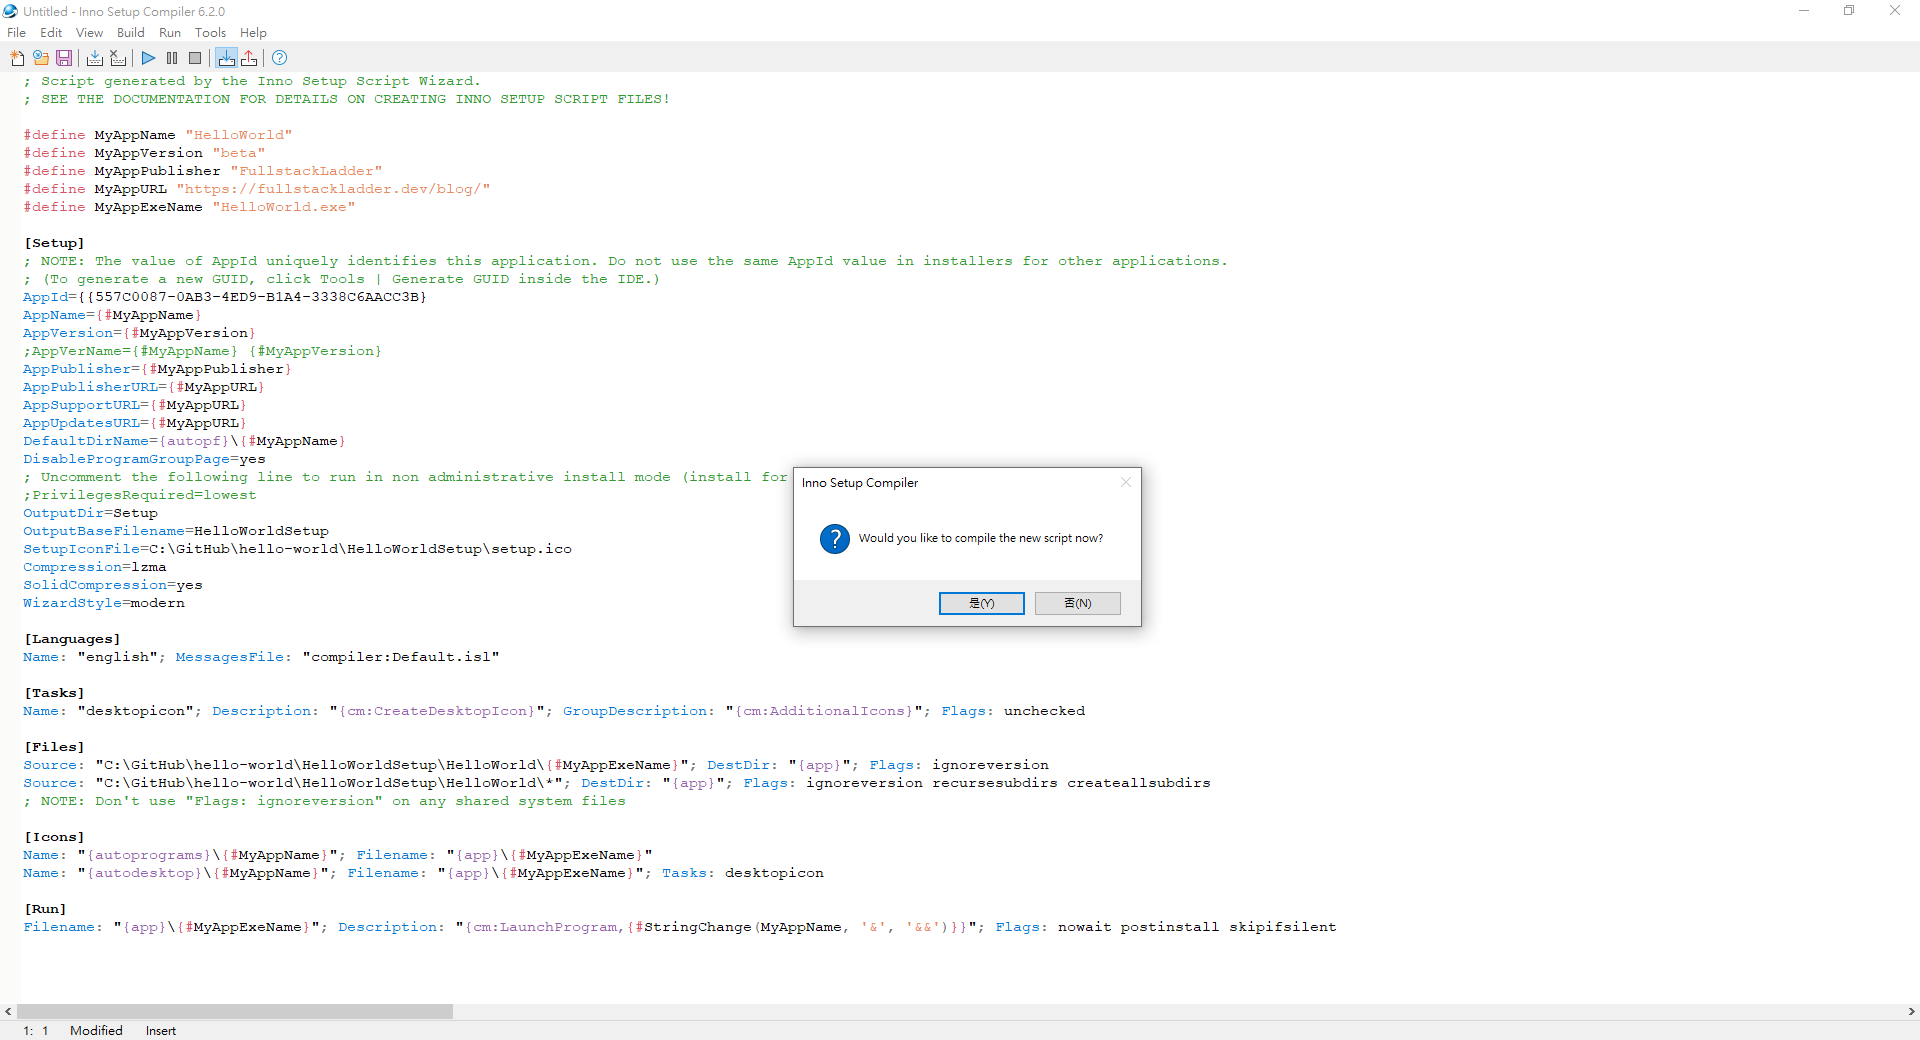 Untitled - Inno Setup Compiler 6.2.0
File Edit View Build Run Tools Help
; Script generated by the Inno Setup Script Wizard.
; SEE THE DOCUMENTATION FOR DETAILS ON CREATING INNO SETUP SCRIPT FILES!
#define MyAppName "HelloWorld"
#define MyAppVersion "beta"
#define MyAppPublisher "FullstackLadder"
#define MyAppURL "https://fullstackladder.dev/blog/"
#define MyAppExeName "HelloWorld.exe"
[Setup]
; NOTE: The value of AppId uniquely identifies this application. Do not use the same AppId value in installers for other applications.
; (To generate a new GUID, click Tools | Generate GUID inside the IDE.)
AppId={{557C0087-0AB3-4ED9-B1A4-3338C6AACC3B}
AppName={#MyAppName}
AppVersion={#MyAppVersion}
;AppVerName={#MyAppName} {#MyAppVersion}
AppPublisher={#MyAppPublisher}
AppPublisherURL={#MyAppURL}
AppSupportURL={#MyAppURL}
AppUpdatesURL={#MyAppURL}
DefaultDirName={autopf}\{#MyAppName}
DisableProgramGroupPage=yes
; Uncomment the following line to run in non administrative install mode (install for
;PrivilegesRequired=lowest
OutputDir=Setup
OutputBaseFilename=HelloWorldSetup
SetupIconFile=C:\GitHub\hello-world\HelloWorldSetup\setup.ico
Compression=lzma
SolidCompression=yes
WizardStyle=modern
Inno Setup Compiler
Would you like to compile the new script now?
是(Y) 否(N)
[Languages]
Name: "english"; MessagesFile: "compiler:Default.isl"
[Tasks]
Name: "desktopicon"; Description: "{cm:CreateDesktopIcon}"; GroupDescription: "{cm:AdditionalIcons}"; Flags: unchecked
[Files]
Source: "C:\GitHub\hello-world\HelloWorldSetup\HelloWorld\{#MyAppExeName}"; DestDir: "{app}"; Flags: ignoreversion
Source: "C:\GitHub\hello-world\HelloWorldSetup\HelloWorld\*"; DestDir: "{app}"; Flags: ignoreversion recursesubdirs createallsubdirs
; NOTE: Don't use "Flags: ignoreversion" on any shared system files
[Icons]
Name: "{autoprograms}\{#MyAppName}"; Filename: "{app}\{#MyAppExeName}"
Name: "{autodesktop}\{#MyAppName}"; Filename: "{app}\{#MyAppExeName}"; Tasks: desktopicon
[Run]
Filename: "{app}\{#MyAppExeName}"; Description: "{cm:LaunchProgram,{#StringChange(MyAppName, '&', '&&')}}"; Flags: nowait postinstall skipifsilent
1: 1 Modified Insert